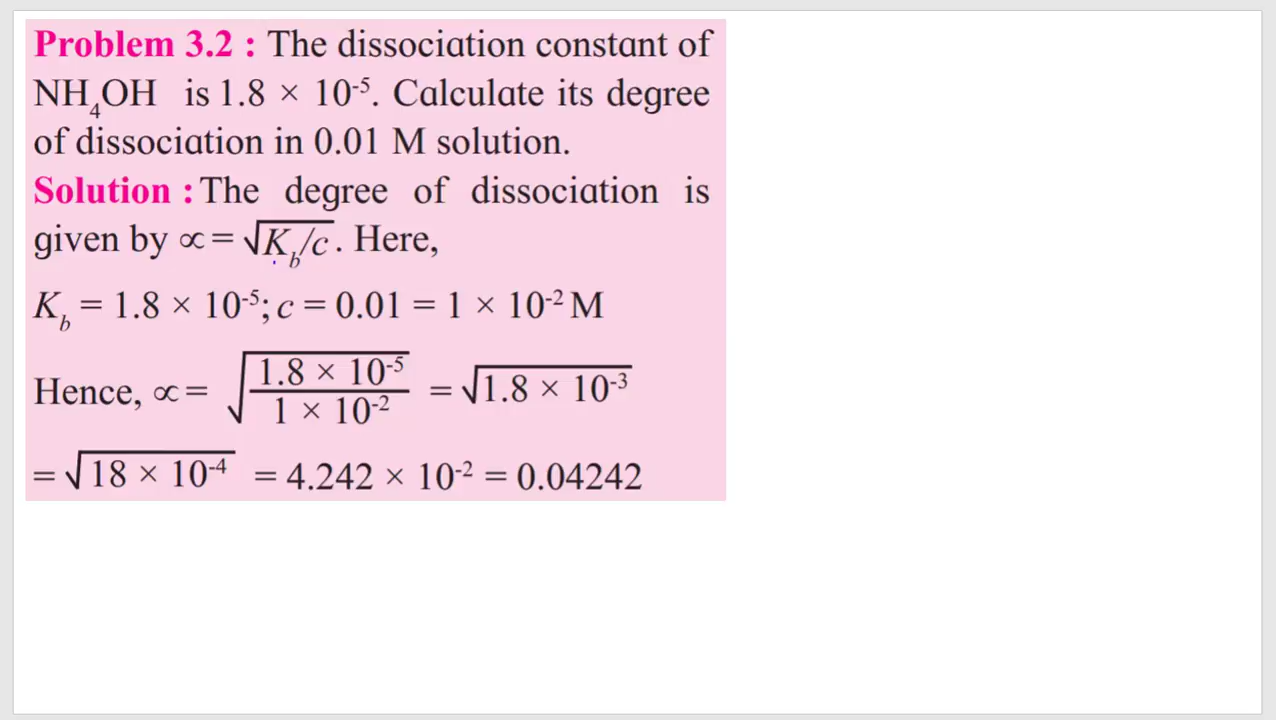 Problem 3.2 : The dissociation constant of
NH₄OH is 1.8 × 10⁻⁵. Calculate its degree
of dissociation in 0.01 M solution.
Solution : The degree of dissociation is
given by ∝ = √K_b/c . Here,
K_b = 1.8 × 10⁻⁵; c = 0.01 = 1 × 10⁻² M
Hence, ∝ = √(1.8 × 10⁻⁵ / 1 × 10⁻²) = √1.8 × 10⁻³
= √18 × 10⁻⁴ = 4.242 × 10⁻² = 0.04242